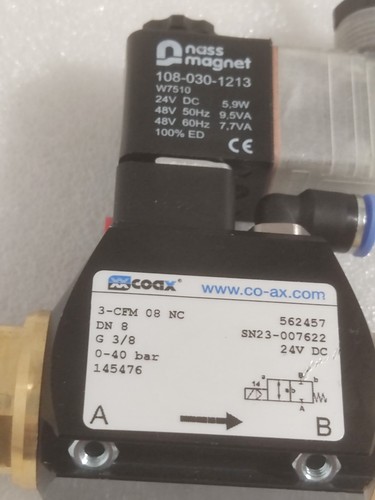 nass
magnet
108-030-1213
W7510
24V DC 5,9W
48V 50Hz 9,5VA
48V 60Hz 7,7VA
100% ED
CE
coax® www.co-ax.com
3-CFM 08 NC 562457
DN 8 SN23-007622
G 3/8 24V DC
0-40 bar
145476
a B b
14
A
A B